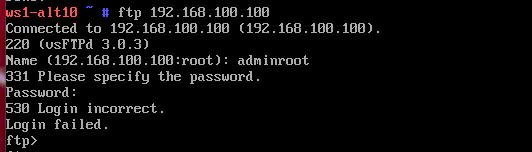 ws1-alt10 ~ # ftp 192.168.100.100
Connected to 192.168.100.100 (192.168.100.100).
220 (vsFTPd 3.0.3)
Name (192.168.100.100:root): adminroot
331 Please specify the password.
Password:
530 Login incorrect.
Login failed.
ftp>